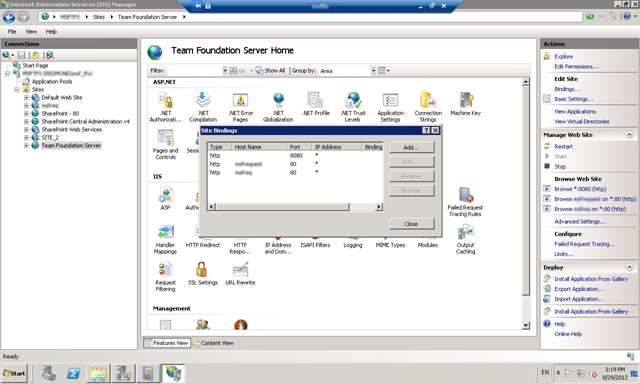 Internet Information Services (IIS) Manager
MSFTP1
Sites
Team Foundation Server
File View Help
Connections
Start Page
Application Pools
Sites
Default Web Site
SharePoint - 80
SharePoint Central Administration v4
SharePoint Web Services
SITE_2
Team Foundation Server
Team Foundation Server Home
Filter: Go Show All Group by: Area
ASP.NET
.NET Authorizati...
.NET Compilation
.NET Error Pages
.NET Globalization
.NET Profile
.NET Trust Levels
Application Settings
Connection Strings
Machine Key
Pages and Controls
Site Bindings
Type Host Name Port IP Address Binding
http 8080 *
http 80 *
http 80 *
Add...
Edit...
Remove
Browse
Close
IIS
ASP
Failed Request Tracing Rules
Handler Mappings
HTTP Redirect
HTTP Respo...
IP Address and Dom...
ISAPI Filters
Logging
MIME Types
Modules
Output Caching
Request Filtering
SSL Settings
URL Rewrite
Management
Features View Content View
Actions
Explore
Edit Permissions...
Edit Site
Bindings...
Basic Settings...
View Applications
View Virtual Directories
Manage Web Site
Restart
Start
Stop
Browse Web Site
Browse *:8080 (http)
Browse on *:80 (http)
Browse on *:80 (http)
Advanced Settings...
Configure
Failed Request Tracing...
Limits...
Deploy
Install Application From Gallery
Export Application...
Import Application...
Install Application From Gallery
Help
Online Help
Ready
Start
EN
3:19 PM
8/29/2012